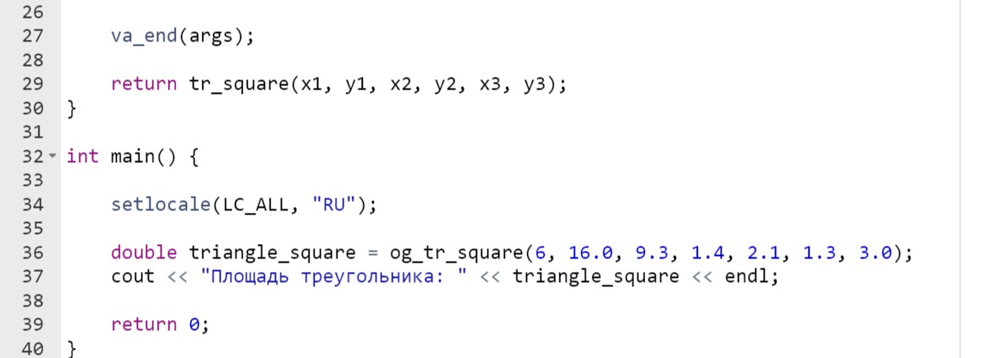 26
27 va_end(args);
28
29 return tr_square(x1, y1, x2, y2, x3, y3);
30 }
31
32 int main() {
33
34 setlocale(LC_ALL, "RU");
35
36 double triangle_square = og_tr_square(6, 16.0, 9.3, 1.4, 2.1, 1.3, 3.0);
37 cout << "Площадь треугольника: " << triangle_square << endl;
38
39 return 0;
40 }